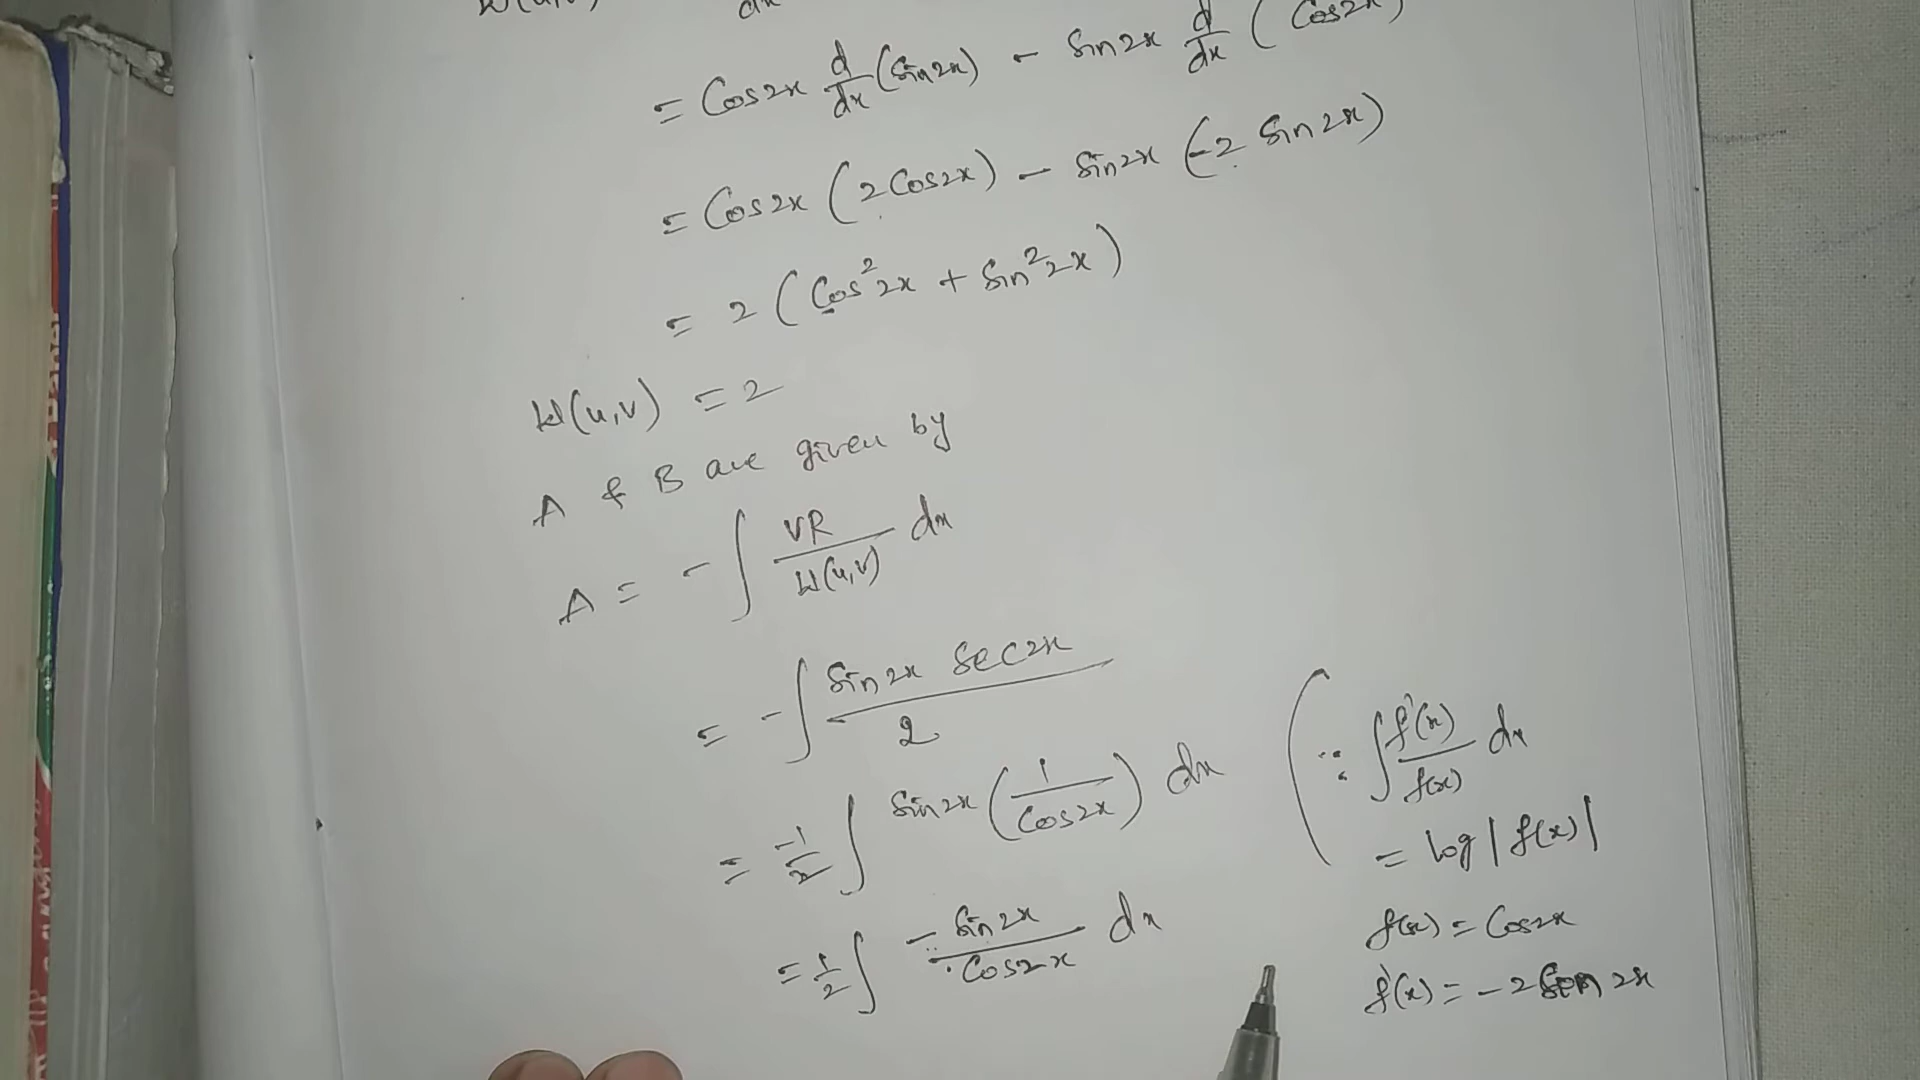 = Cos2x d/dx (Sin2x) - Sin2x d/dx ( Cos2x)
= Cos2x (2Cos2x) - Sin2x (-2 Sin2x)
= 2 ( Cos²2x + Sin²2x )
W(u,v) = 2
A & B are given by
A = - ∫ VR / W(u,v) dx
= - ∫ Sin2x Sec2x / 2
= -1/2 ∫ Sin2x ( 1 / Cos2x ) dx
= 1/2 ∫ - Sin2x / Cos2x dx
( ∵ ∫ f'(x) / f(x) dx
= log | f(x) |
f(x) = Cos2x
f'(x) = - 2 Sin 2x